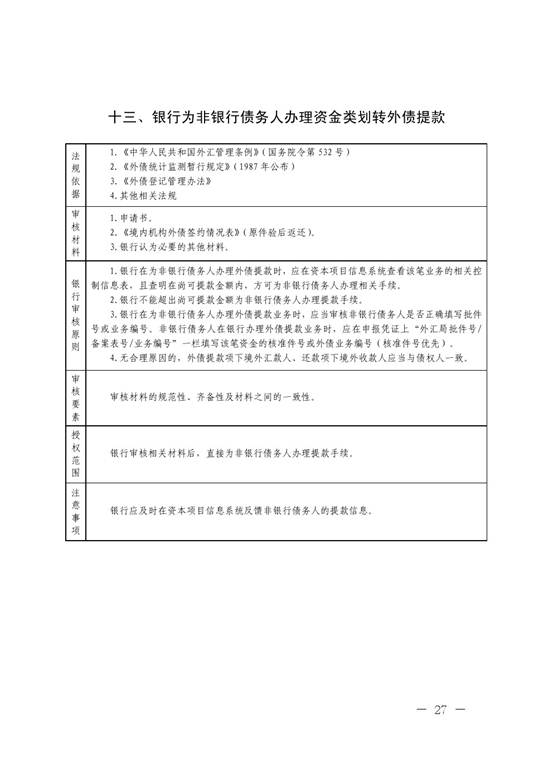 十三、银行为非银行债务人办理资金类划转外债提款
法规依据
1.《中华人民共和国外汇管理条例》(国务院令第 532 号)
2.《外债统计监测暂行规定》(1987 年公布)
3.《外债登记管理办法》
4.其他相关法规
审核材料
1.申请书。
2.《境内机构外债签约情况表》(原件验后返还)。
3.银行认为必要的其他材料。
银行审核原则
1.银行在为非银行债务人办理外债提款时，应在资本项目信息系统查看该笔业务的相关控
制信息表，且查明在尚可提款金额内，方可为非银行债务人办理相关手续。
2.银行不能超出尚可提款金额为非银行债务人办理提款手续。
3.银行在为非银行债务人办理外债提款业务时，应当审核非银行债务人是否正确填写批件
号或业务编号。非银行债务人在银行办理外债提款业务时，应在申报凭证上“外汇局批件号/
备案表号/业务编号”一栏填写该笔资金的核准件号或外债业务编号（核准件号优先）。
4.无合理原因的，外债提款项下境外汇款人、还款项下境外收款人应当与债权人一致。
审核要素
审核材料的规范性、齐备性及材料之间的一致性。
授权范围
银行审核相关材料后，直接为非银行债务人办理提款手续。
注意事项
银行应及时在资本项目信息系统反馈非银行债务人的提款信息。
— 27 —